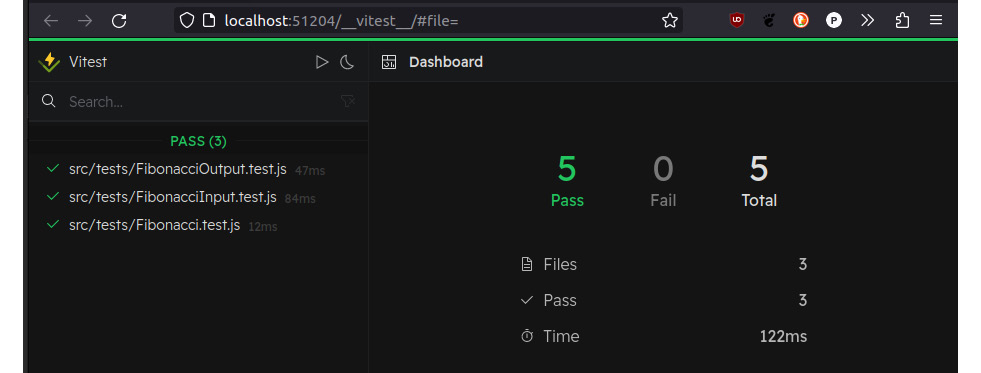 localhost:51204/__vitest__/#file=
Vitest
Dashboard
Search...
PASS (3)
src/tests/FibonacciOutput.test.js 47ms
src/tests/FibonacciInput.test.js 84ms
src/tests/Fibonacci.test.js 12ms
5 0 5
Pass Fail Total
Files 3
Pass 3
Time 122ms